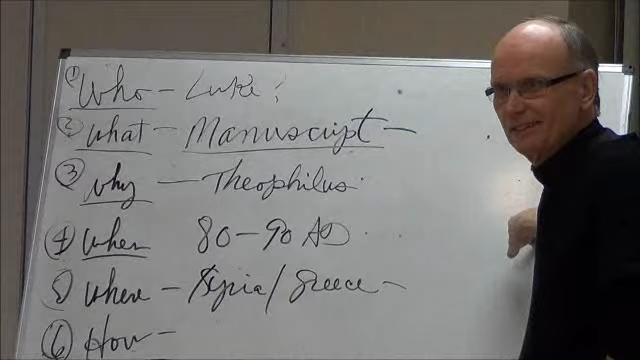 ① Who - Luke?
② what - Manuscript -
③ why - Theophilus.
④ when 80-90 AD
⑤ where - Syria/Greece -
⑥ How -